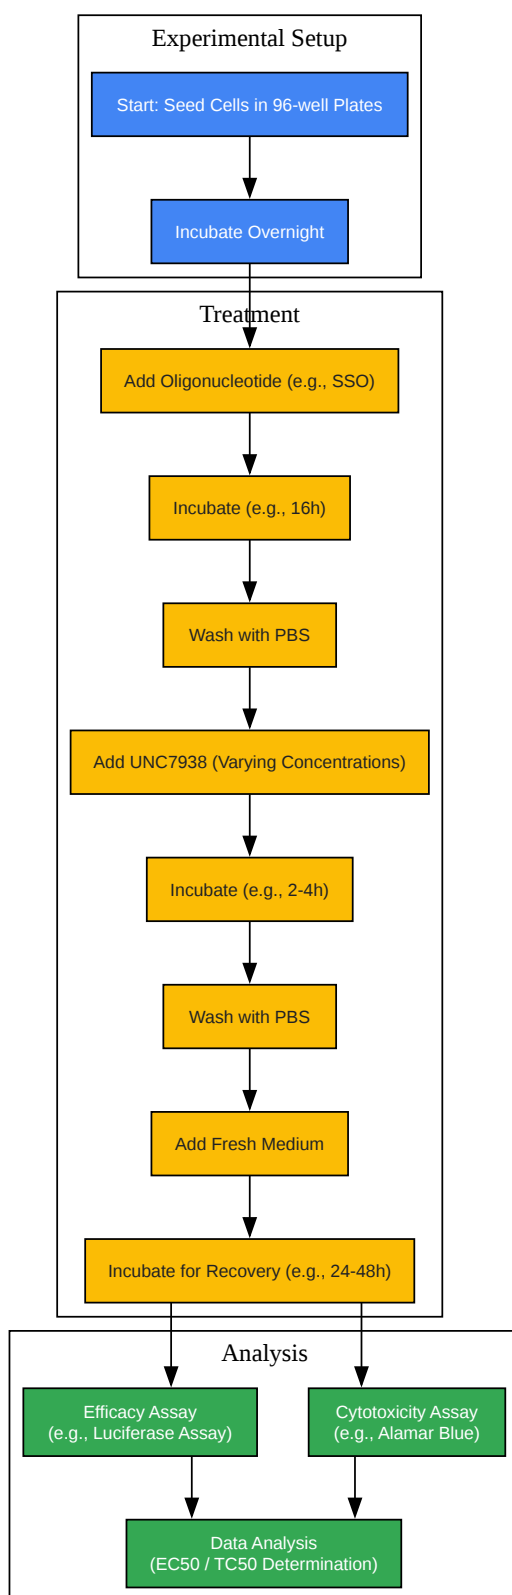 Experimental Setup
Start: Seed Cells in 96-well Plates
Incubate Overnight
Treatment
Add Oligonucleotide (e.g., SSO)
Incubate (e.g., 16h)
Wash with PBS
Add UNC7938 (Varying Concentrations)
Incubate (e.g., 2-4h)
Wash with PBS
Add Fresh Medium
Incubate for Recovery (e.g., 24-48h)
Analysis
Efficacy Assay
(e.g., Luciferase Assay)
Cytotoxicity Assay
(e.g., Alamar Blue)
Data Analysis
(EC50 / TC50 Determination)